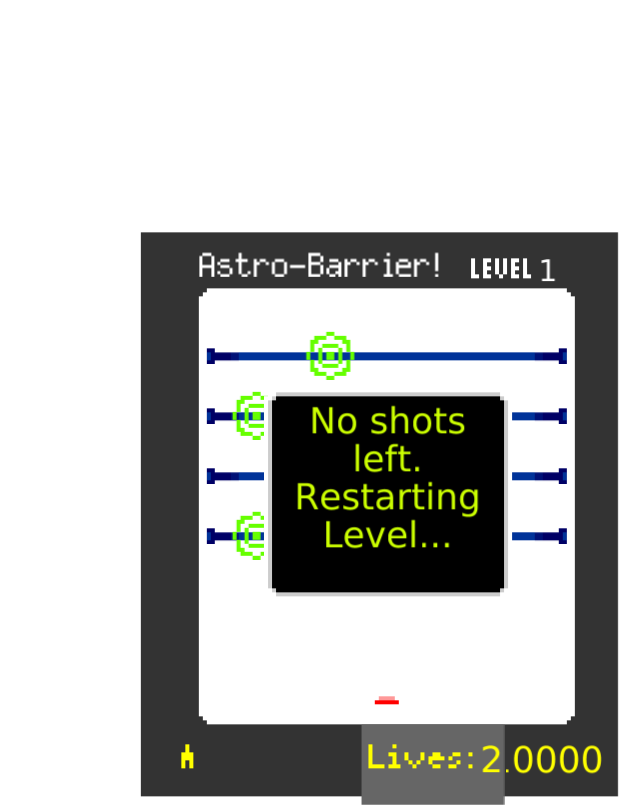 Astro-Barrier! LEVEL 1
No shots
left.
Restarting
Level...
Lives:2.0000